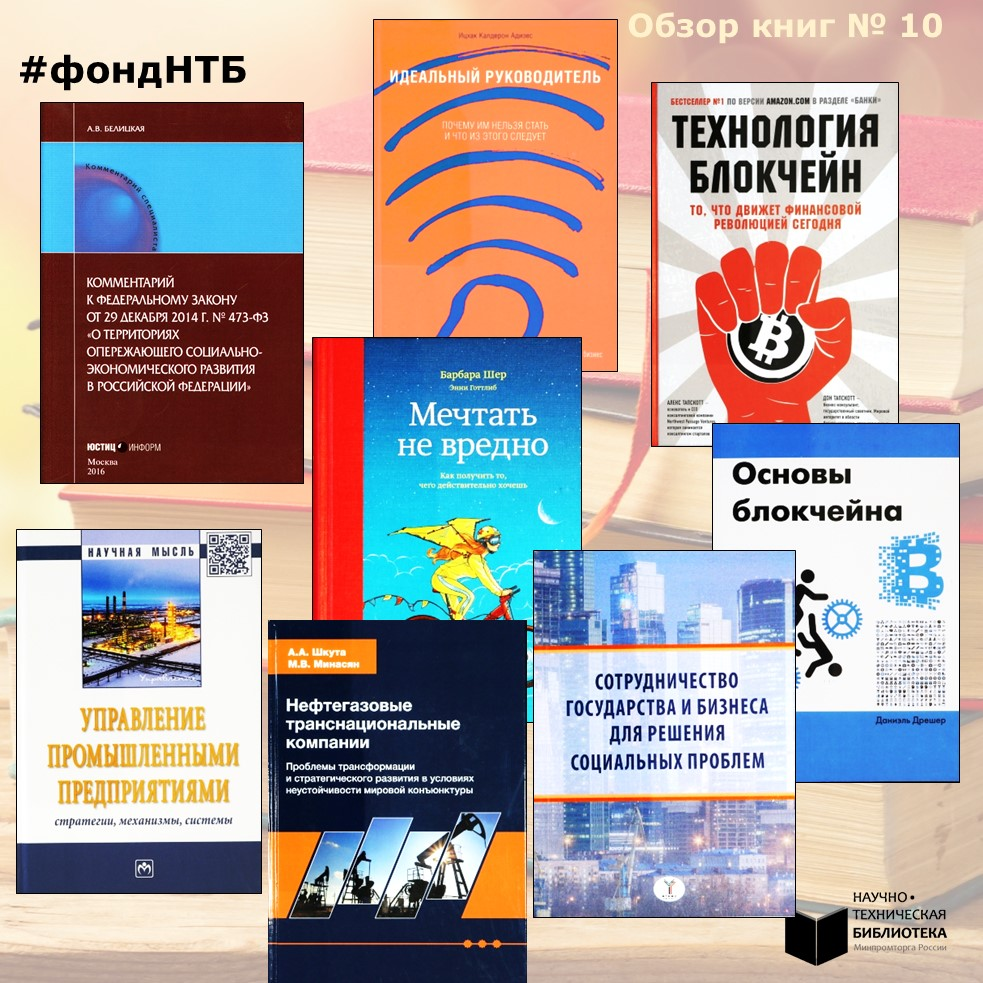 Обзор книг № 10
#фондНТБ
А.В. БЕЛИЦКАЯ
Комментарий специалиста
КОММЕНТАРИЙ
К ФЕДЕРАЛЬНОМУ ЗАКОНУ
ОТ 29 ДЕКАБРЯ 2014 Г. № 473-ФЗ
«О ТЕРРИТОРИЯХ
ОПЕРЕЖАЮЩЕГО СОЦИАЛЬНО-
ЭКОНОМИЧЕСКОГО РАЗВИТИЯ
В РОССИЙСКОЙ ФЕДЕРАЦИИ»
ЮСТИЦ ИНФОРМ
Москва
2016
Ицхак Калдерон Адизес
ИДЕАЛЬНЫЙ РУКОВОДИТЕЛЬ
ПОЧЕМУ ИМ НЕЛЬЗЯ СТАТЬ
И ЧТО ИЗ ЭТОГО СЛЕДУЕТ
БЕСТСЕЛЛЕР №1 ПО ВЕРСИИ AMAZON.COM В РАЗДЕЛЕ «БАНКИ»
ТЕХНОЛОГИЯ
БЛОКЧЕЙН
ТО, ЧТО ДВИЖЕТ ФИНАНСОВОЙ
РЕВОЛЮЦИЕЙ СЕГОДНЯ
АЛЕКС ТАПСКОТТ –
ДОН ТАПСКОТТ –
Барбара Шер
Энни Готтлиб
Мечтать
не вредно
Как получить то,
чего действительно хочешь
Основы
блокчейна
Даниэль Дрешер
НАУЧНАЯ МЫСЛЬ
Управление
УПРАВЛЕНИЕ
ПРОМЫШЛЕННЫМИ
ПРЕДПРИЯТИЯМИ
стратегии, механизмы, системы
А.А. Шкута
М.В. Минасян
Нефтегазовые
транснациональные
компании
Проблемы трансформации
и стратегического развития в условиях
неустойчивости мировой конъюнктуры
СОТРУДНИЧЕСТВО
ГОСУДАРСТВА И БИЗНЕСА
ДЛЯ РЕШЕНИЯ
СОЦИАЛЬНЫХ ПРОБЛЕМ
НАУЧНО•
ТЕХНИЧЕСКАЯ
БИБЛИОТЕКА
Минпромторга России